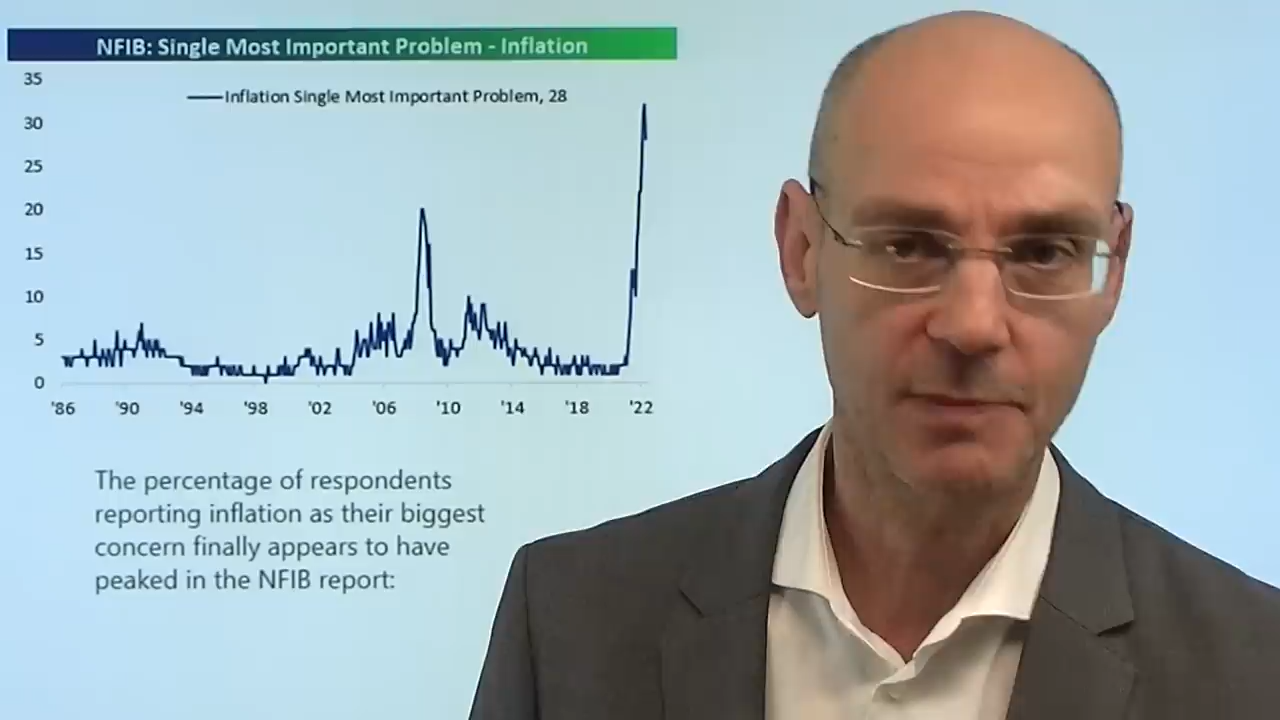 NFIB: Single Most Important Problem - Inflation
35
Inflation Single Most Important Problem, 28
30
25
20
15
10
5
0
'86 '90 '94 '98 '02 '06 '10 '14 '18 '22
The percentage of respondents
reporting inflation as their biggest
concern finally appears to have
peaked in the NFIB report: